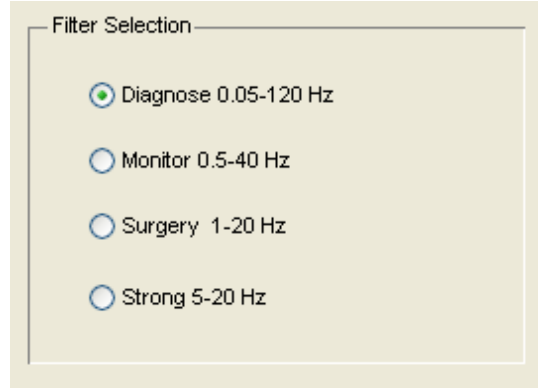 Filter Selection
Diagnose 0.05-120 Hz
Monitor 0.5-40 Hz
Surgery  1-20 Hz
Strong 5-20 Hz